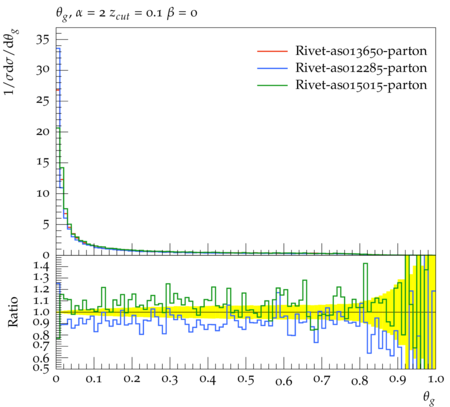 θg, α = 2 zcut = 0.1 β = 0
1/σdσ/dθg
35
30
25
20
15
10
5
0
Rivet-as013650-parton
Rivet-as012285-parton
Rivet-as015015-parton
Ratio
1.4
1.3
1.2
1.1
1.0
0.9
0.8
0.7
0.6
0.5
0 0.1 0.2 0.3 0.4 0.5 0.6 0.7 0.8 0.9 1.0
θg